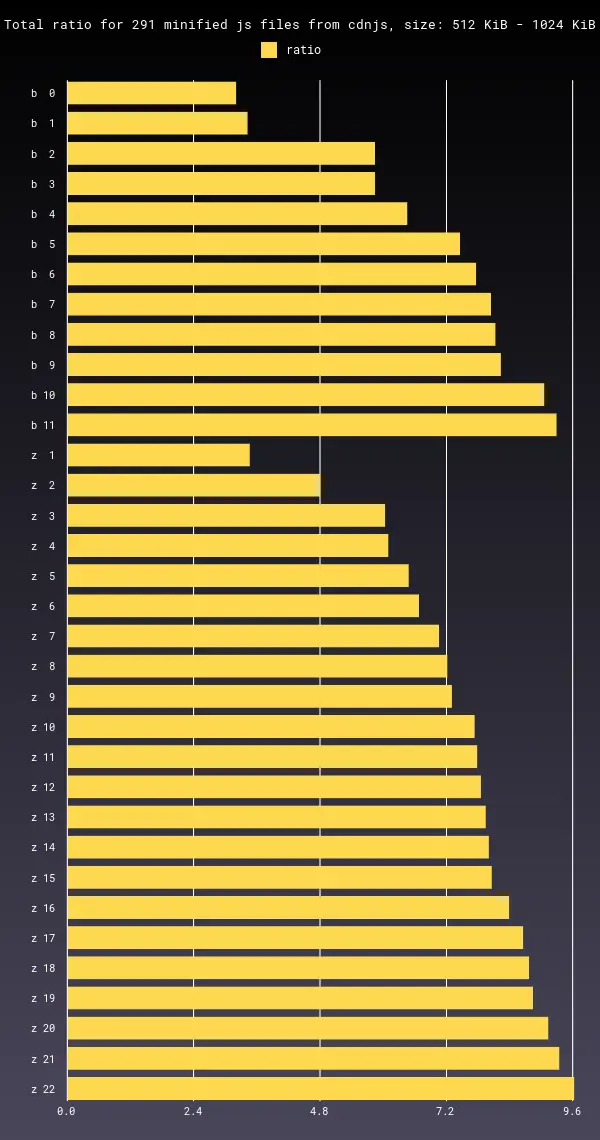 Total ratio for 291 minified js files from cdnjs, size: 512 KiB - 1024 KiB
ratio
b 0
b 1
b 2
b 3
b 4
b 5
b 6
b 7
b 8
b 9
b 10
b 11
z 1
z 2
z 3
z 4
z 5
z 6
z 7
z 8
z 9
z 10
z 11
z 12
z 13
z 14
z 15
z 16
z 17
z 18
z 19
z 20
z 21
z 22
0.0 2.4 4.8 7.2 9.6